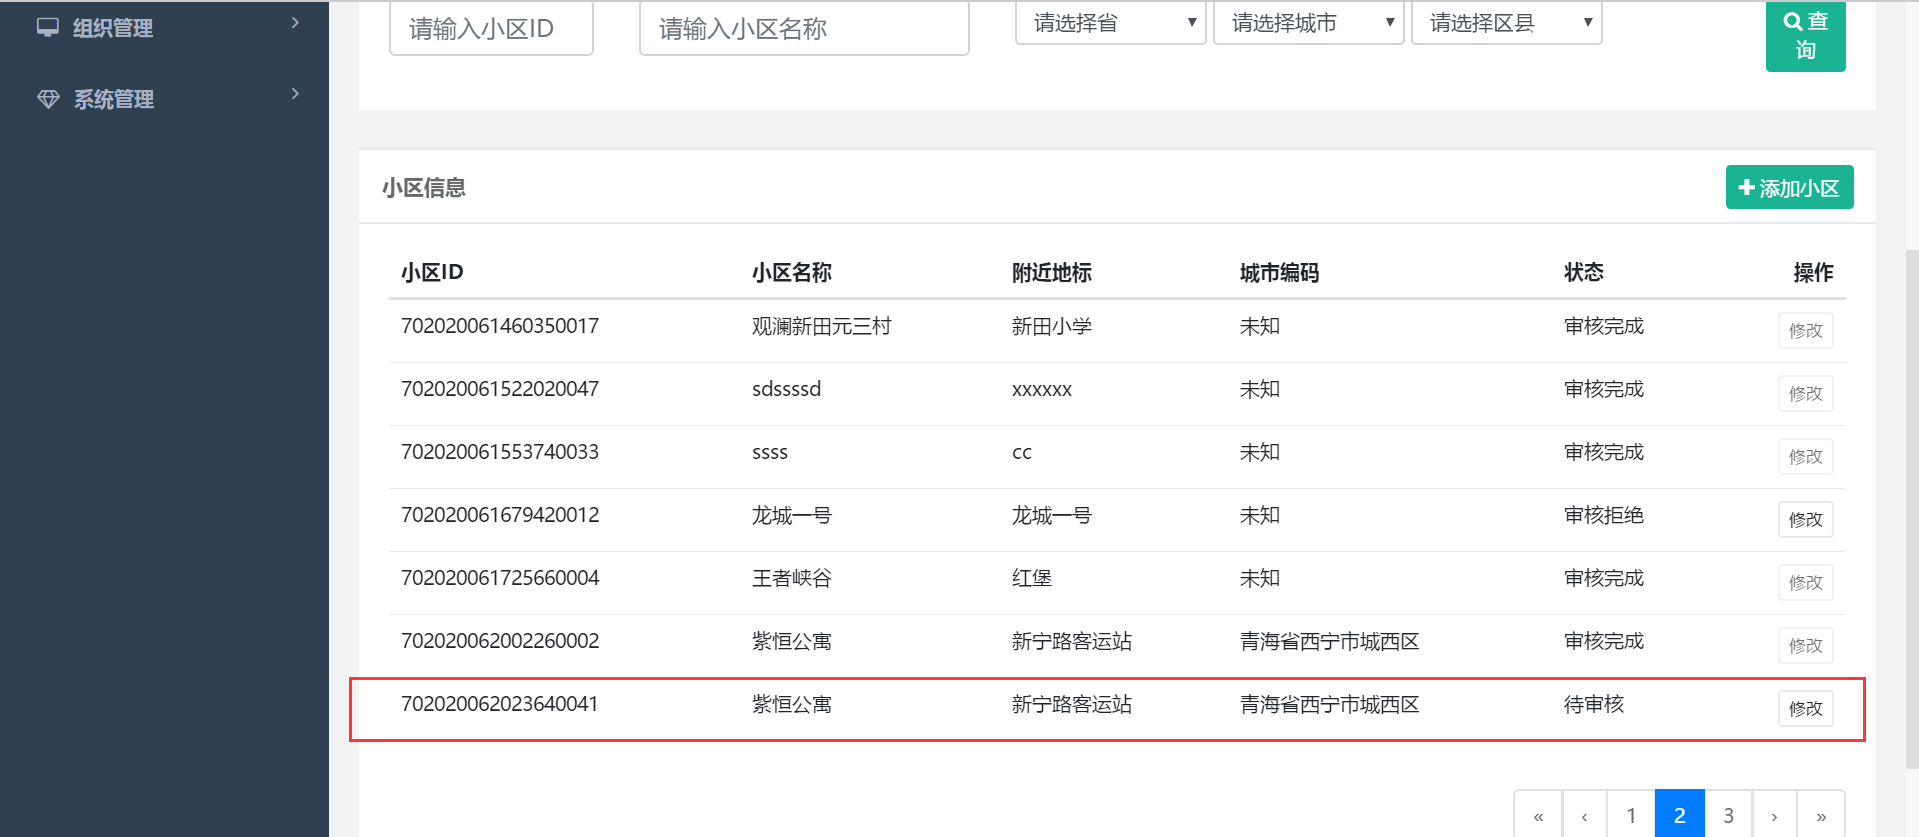 组织管理
系统管理
请输入小区ID 请输入小区名称 请选择省 请选择城市 请选择区县 查
询
小区信息 添加小区
小区ID 小区名称 附近地标 城市编码 状态 操作
702020061460350017 观澜新田元三村 新田小学 未知 审核完成 修改
702020061522020047 sdssssd xxxxxx 未知 审核完成 修改
702020061553740033 ssss cc 未知 审核完成 修改
702020061679420012 龙城一号 龙城一号 未知 审核拒绝 修改
702020061725660004 王者峡谷 红堡 未知 审核完成 修改
702020062002260002 紫恒公寓 新宁路客运站 青海省西宁市城西区 审核完成 修改
702020062023640041 紫恒公寓 新宁路客运站 青海省西宁市城西区 待审核 修改
« ‹ 1 2 3 › »